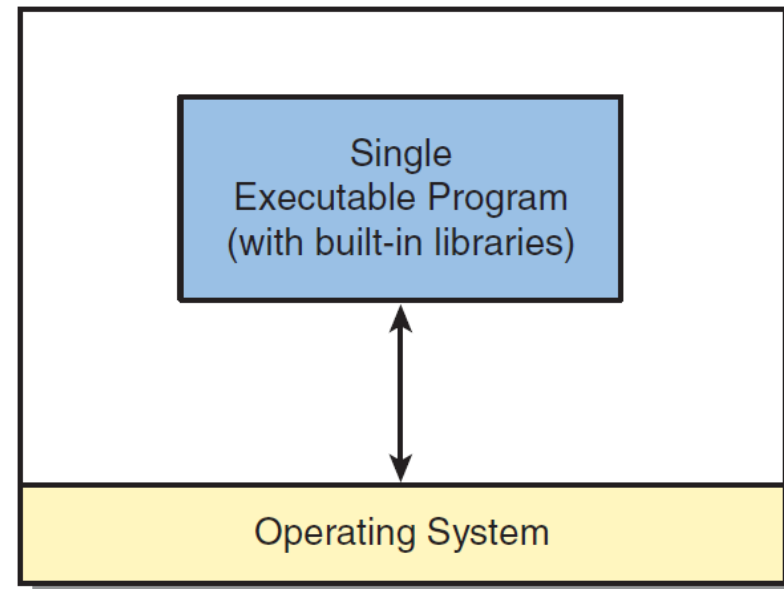 Single
Executable Program
(with built-in libraries)
Operating System